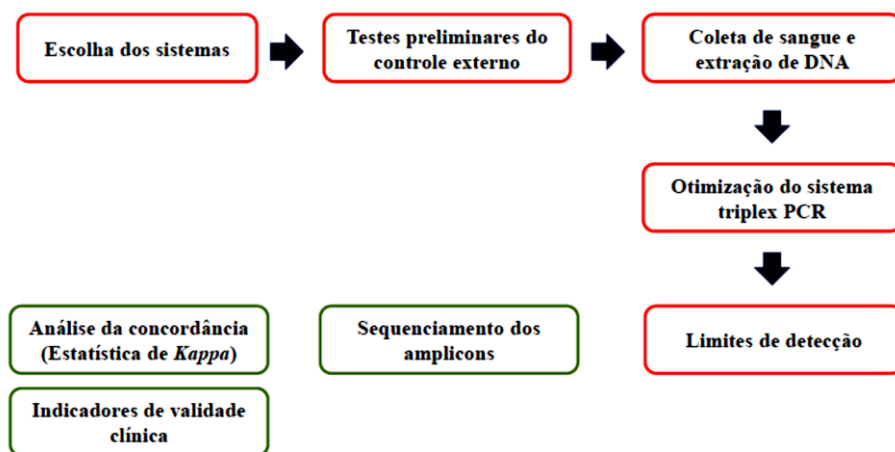 Escolha dos sistemas
Testes preliminares do
controle externo
Coleta de sangue e
extração de DNA
Otimização do sistema
triplex PCR
Limites de detecção
Sequenciamento dos
amplicons
Análise da concordância
(Estatística de Kappa)
Indicadores de validade
clínica